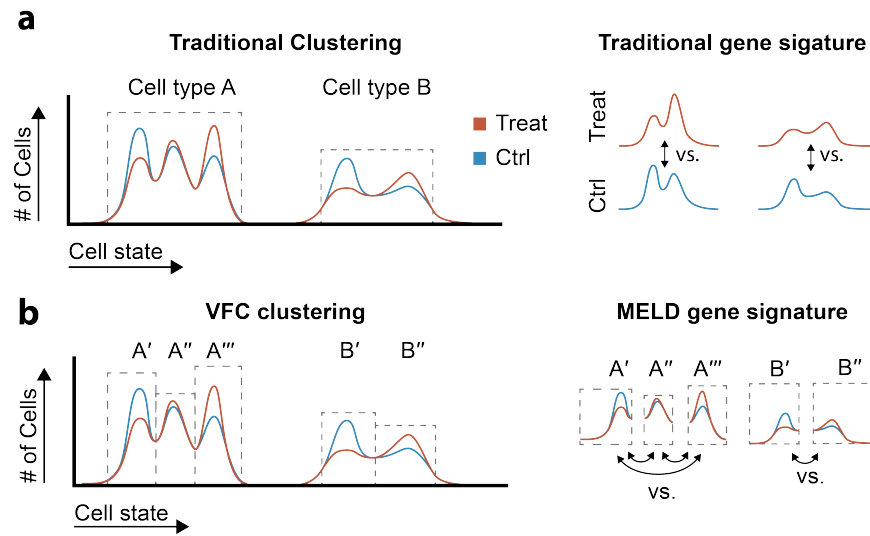 a
Traditional Clustering
Traditional gene sigature
Cell type A
Cell type B
# of Cells
Treat
Ctrl
Cell state
Treat
vs.
vs.
Ctrl
b
VFC clustering
MELD gene signature
A′ A″ A‴ B′ B″
# of Cells
Cell state
A′ A″ A‴ B′ B″
vs.
vs.